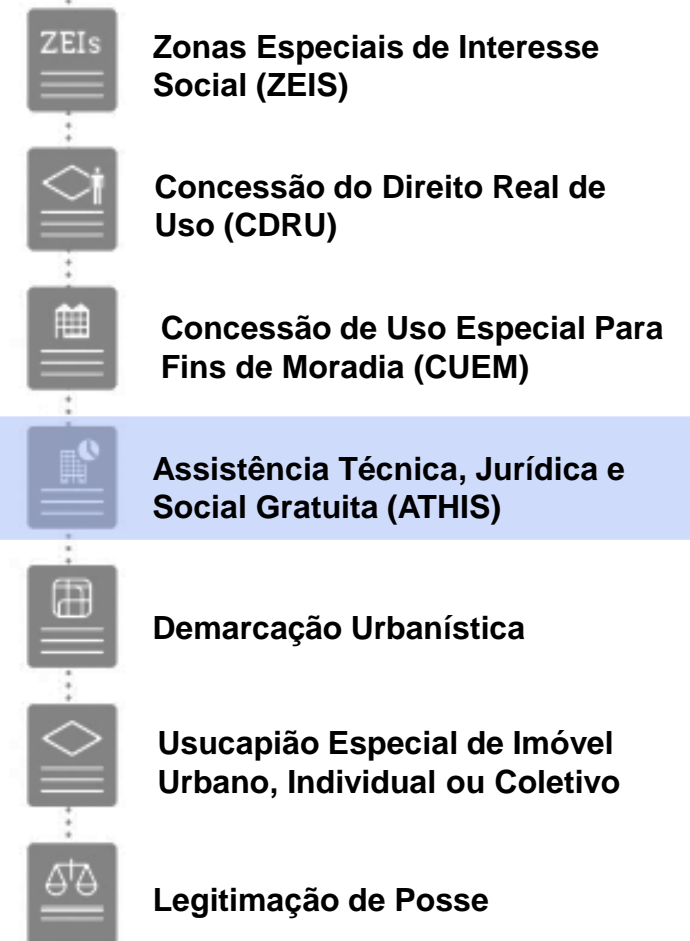 ZEIs
Zonas Especiais de Interesse
Social (ZEIS)
Concessão do Direito Real de
Uso (CDRU)
Concessão de Uso Especial Para
Fins de Moradia (CUEM)
Assistência Técnica, Jurídica e
Social Gratuita (ATHIS)
Demarcação Urbanística
Usucapião Especial de Imóvel
Urbano, Individual ou Coletivo
Legitimação de Posse